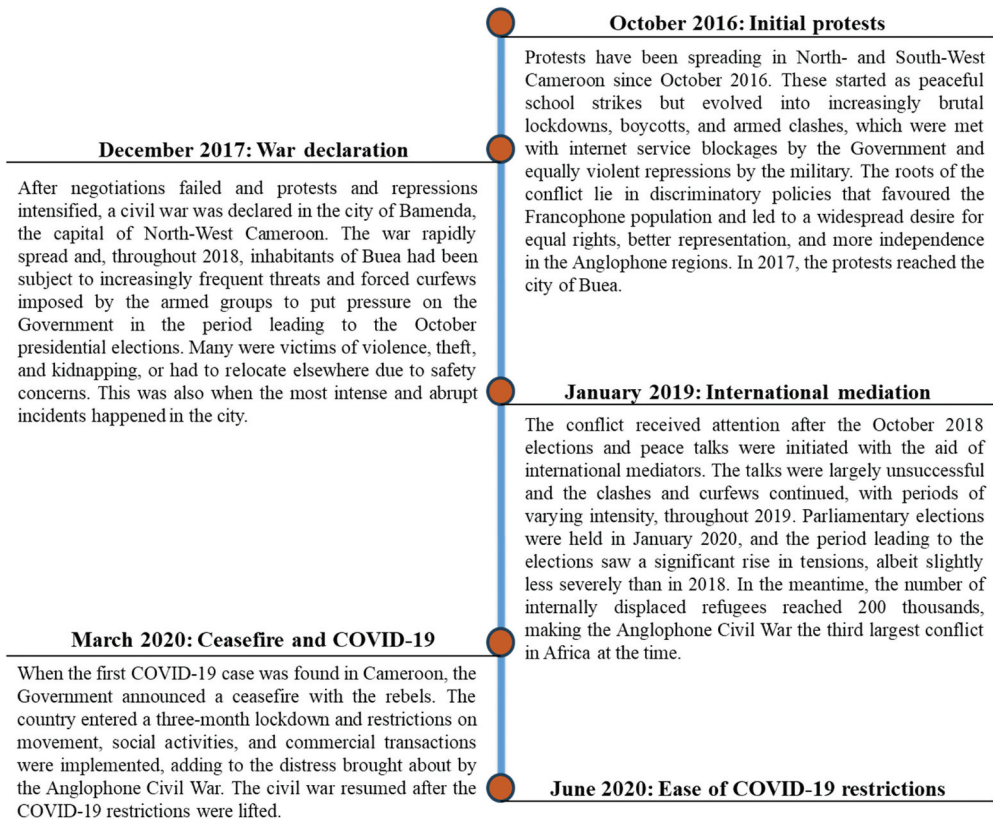 October 2016: Initial protests
Protests have been spreading in North- and South-West
Cameroon since October 2016. These started as peaceful
school strikes but evolved into increasingly brutal
lockdowns, boycotts, and armed clashes, which were met
with internet service blockages by the Government and
equally violent repressions by the military. The roots of the
conflict lie in discriminatory policies that favoured the
Francophone population and led to a widespread desire for
equal rights, better representation, and more independence
in the Anglophone regions. In 2017, the protests reached the
city of Buea.
December 2017: War declaration
After negotiations failed and protests and repressions
intensified, a civil war was declared in the city of Bamenda,
the capital of North-West Cameroon. The war rapidly
spread and, throughout 2018, inhabitants of Buea had been
subject to increasingly frequent threats and forced curfews
imposed by the armed groups to put pressure on the
Government in the period leading to the October
presidential elections. Many were victims of violence, theft,
and kidnapping, or had to relocate elsewhere due to safety
concerns. This was also when the most intense and abrupt
incidents happened in the city.
January 2019: International mediation
The conflict received attention after the October 2018
elections and peace talks were initiated with the aid of
international mediators. The talks were largely unsuccessful
and the clashes and curfews continued, with periods of
varying intensity, throughout 2019. Parliamentary elections
were held in January 2020, and the period leading to the
elections saw a significant rise in tensions, albeit slightly
less severely than in 2018. In the meantime, the number of
internally displaced refugees reached 200 thousands,
making the Anglophone Civil War the third largest conflict
in Africa at the time.
March 2020: Ceasefire and COVID-19
When the first COVID-19 case was found in Cameroon, the
Government announced a ceasefire with the rebels. The
country entered a three-month lockdown and restrictions on
movement, social activities, and commercial transactions
were implemented, adding to the distress brought about by
the Anglophone Civil War. The civil war resumed after the
COVID-19 restrictions were lifted.
June 2020: Ease of COVID-19 restrictions